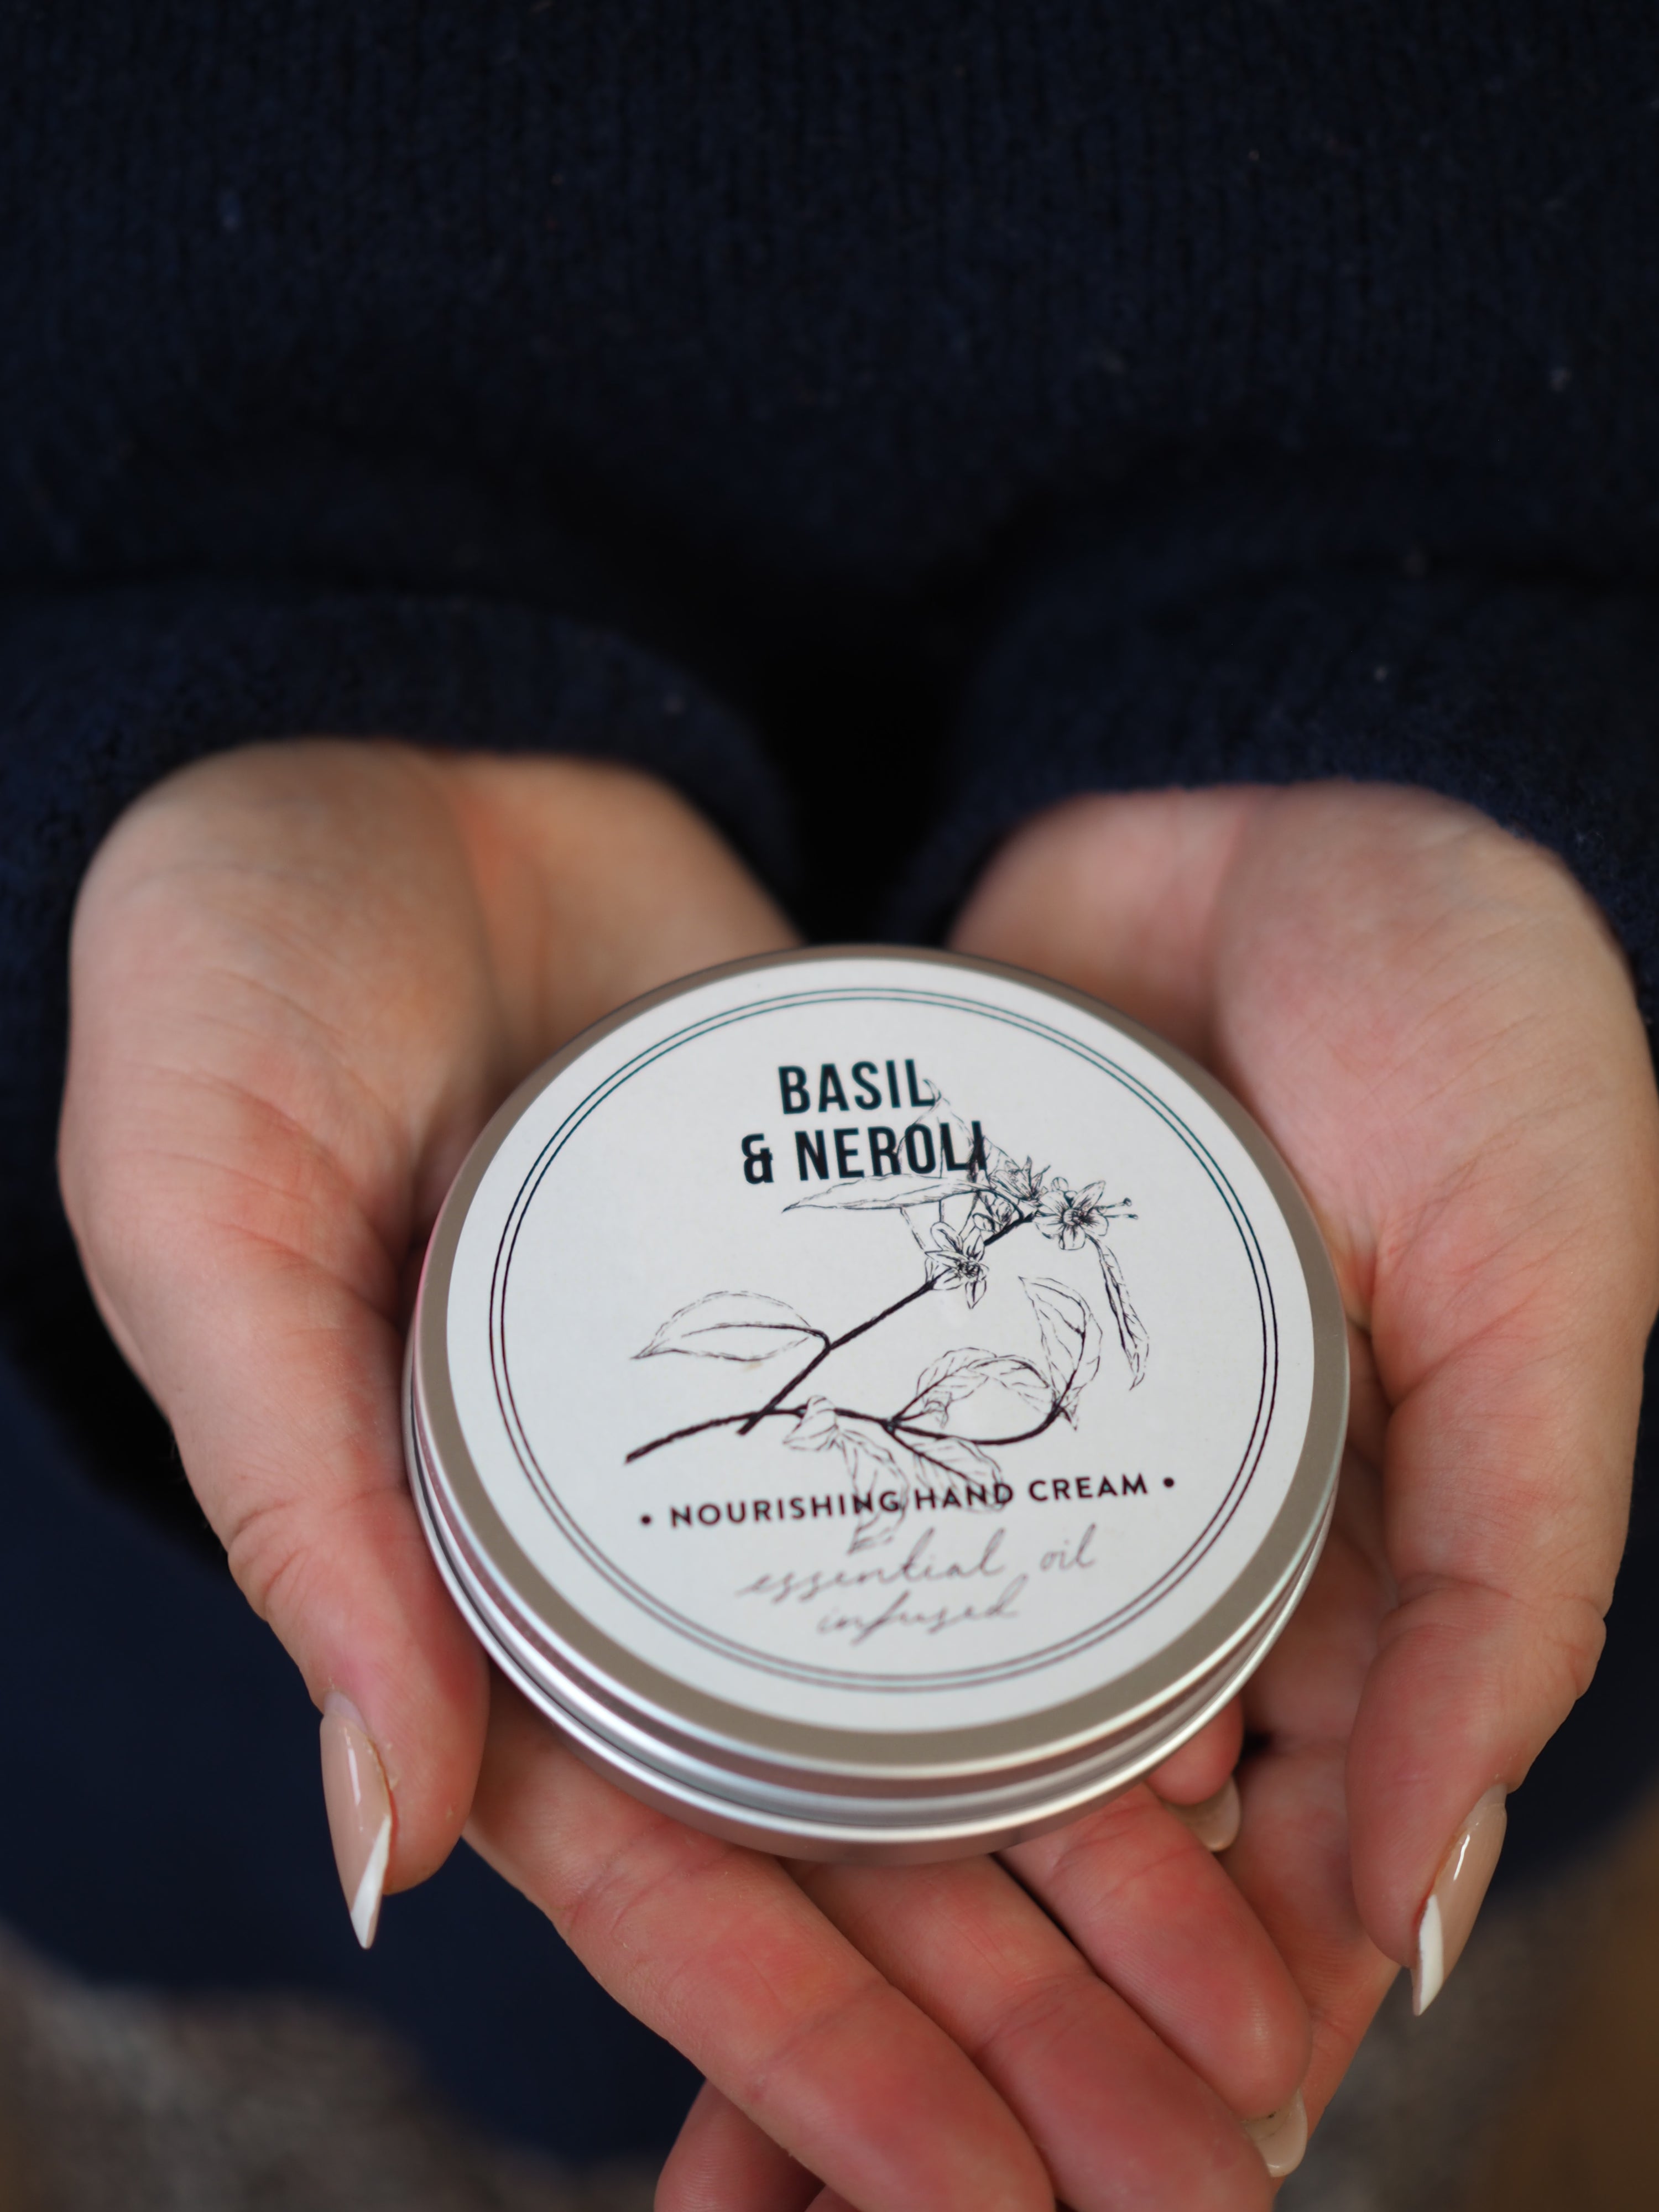 BASIL
& NEROLI
• NOURISHING HAND CREAM •
essential oil
infused